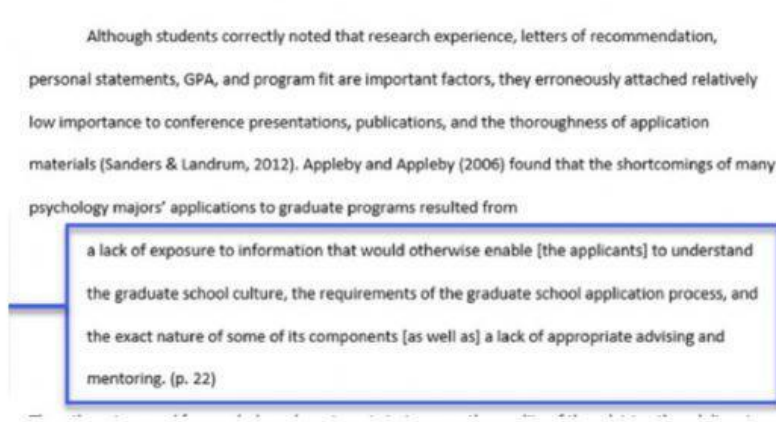 Although students correctly noted that research experience, letters of recommendation,
personal statements, GPA, and program fit are important factors, they erroneously attached relatively
low importance to conference presentations, publications, and the thoroughness of application
materials (Sanders & Landrum, 2012). Appleby and Appleby (2006) found that the shortcomings of many
psychology majors' applications to graduate programs resulted from
a lack of exposure to information that would otherwise enable [the applicants] to understand
the graduate school culture, the requirements of the graduate school application process, and
the exact nature of some of its components [as well as] a lack of appropriate advising and
mentoring. (p. 22)